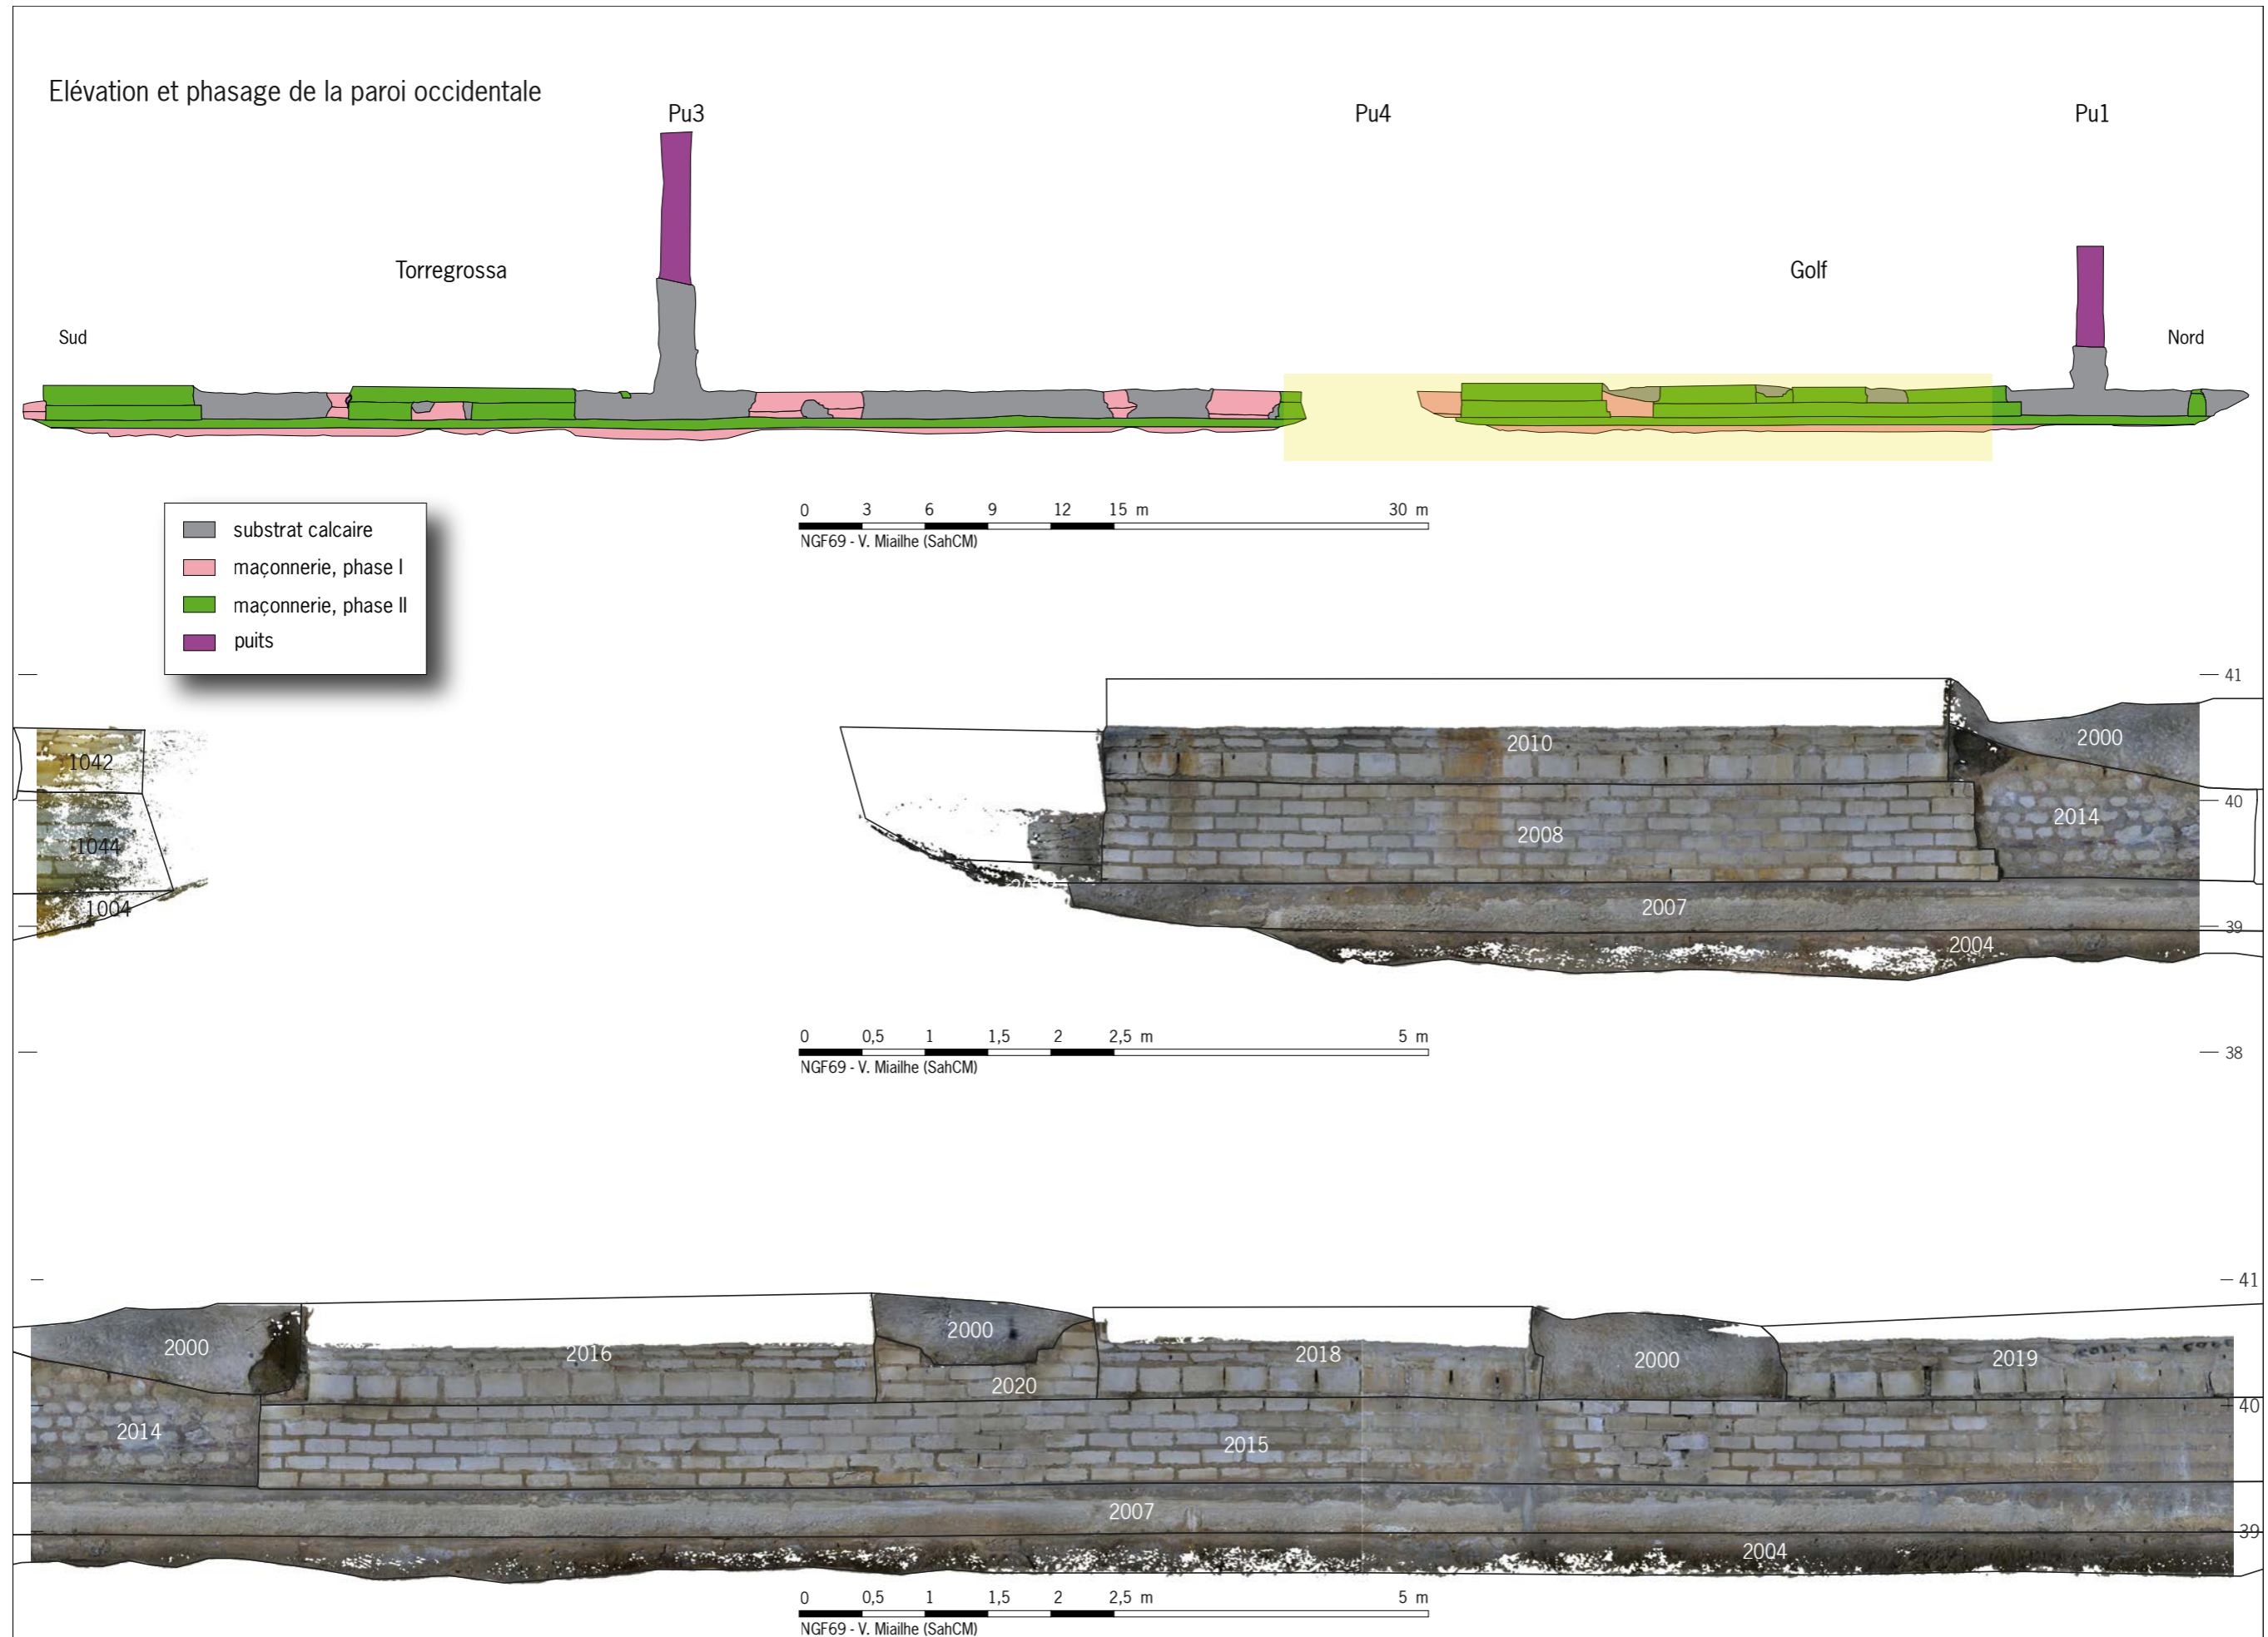 Elévation et phasage de la paroi occidentale
Pu3
Pu4
Pu1
Torregrossa
Golf
Sud
Nord
0 3 6 9 12 15 m 30 m
NGF69 - V. Miailhe (SahCM)
substrat calcaire
maçonnerie, phase I
maçonnerie, phase II
puits
41
1042
2010
2000
40
1044
2008
2014
1004
2007
39
2004
0 0,5 1 1,5 2 2,5 m 5 m
38
NGF69 - V. Miailhe (SahCM)
41
2000
2016
2000
2018
2000
2019
2020
40
2014
2015
2007
39
2004
0 0,5 1 1,5 2 2,5 m 5 m
NGF69 - V. Miailhe (SahCM)